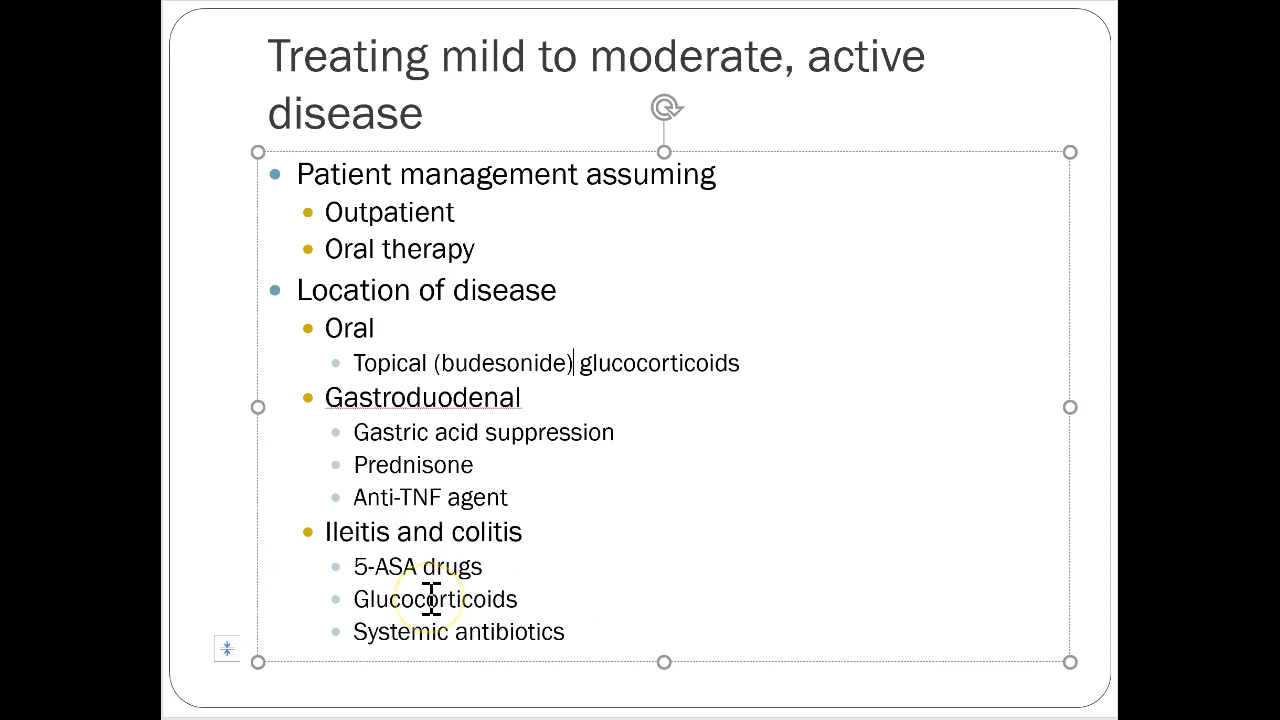 Treating mild to moderate, active
disease
Patient management assuming
Outpatient
Oral therapy
Location of disease
Oral
Topical (budesonide) glucocorticoids
Gastroduodenal
Gastric acid suppression
Prednisone
Anti-TNF agent
Ileitis and colitis
5-ASA drugs
Glucocorticoids
Systemic antibiotics